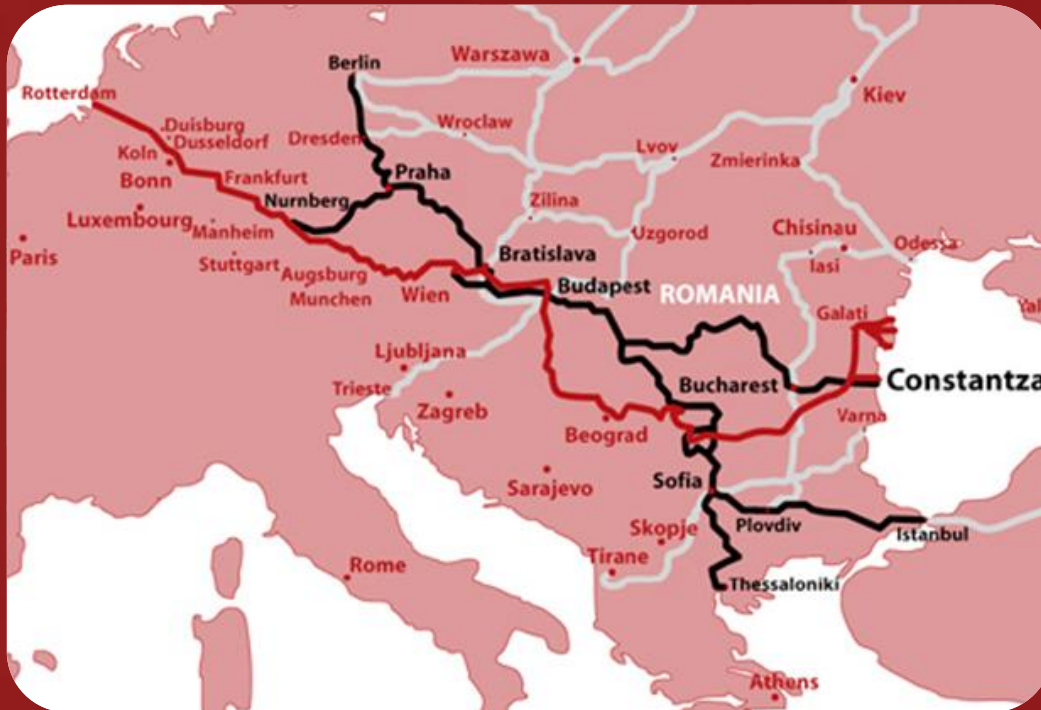 Warszawa
Berlin
Rotterdam
Kiev
Duisburg
Dusseldorf
Wroclaw
Dresden
Koln
Lvov
Zmierinka
Bonn
Praha
Frankfurt
Nurnberg
Zilina
Luxembourg
Manheim
Uzgorod
Chisinau
Odessa
Paris
Stuttgart
Bratislava
Iasi
Augsburg
Munchen
Wien
Budapest
ROMANIA
Galati
Yal
Ljubljana
Trieste
Bucharest
Constantza
Zagreb
Beograd
Varna
Sarajevo
Sofia
Skopje
Plovdiv
Istanbul
Tirane
Rome
Thessaloniki
Athens